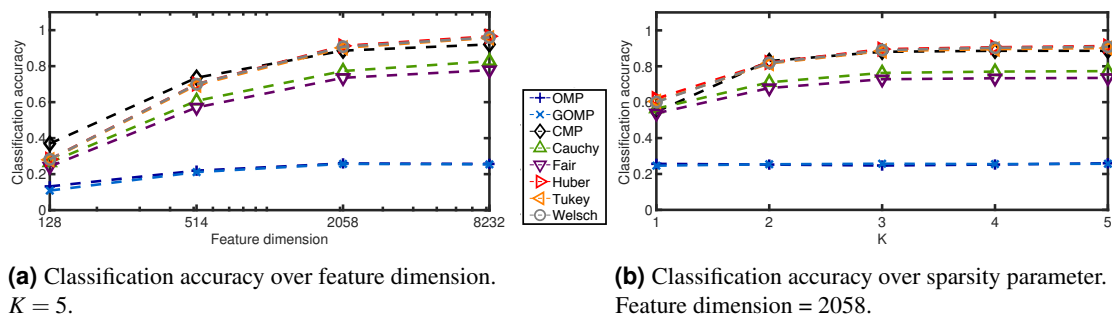 1
0.8
0.6
0.4
0.2
0
Classification accuracy
128
514
2058
8232
Feature dimension
OMP
GOMP
CMP
Cauchy
Fair
Huber
Tukey
Welsch
1
0.8
0.6
0.4
0.2
0
Classification accuracy
1
2
3
4
5
K
(a) Classification accuracy over feature dimension.
K = 5.
(b) Classification accuracy over sparsity parameter.
Feature dimension = 2058.